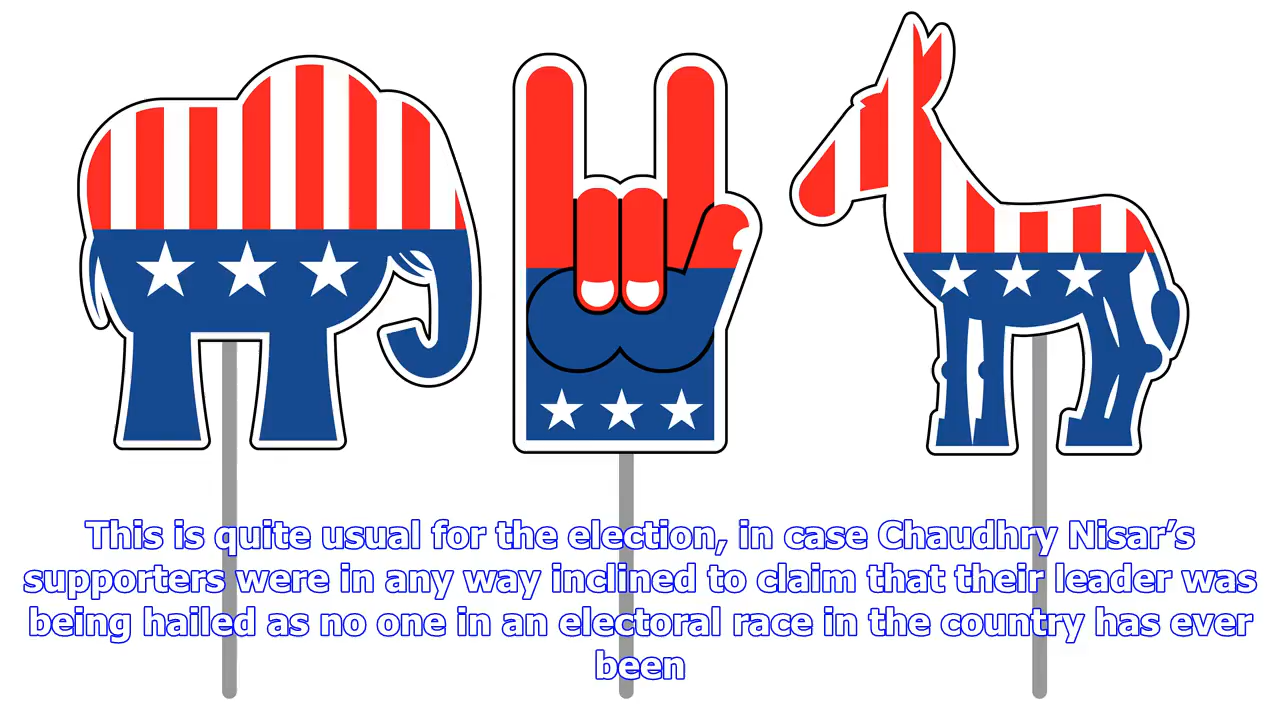 This is quite usual for the election, in case Chaudhry Nisar’s
supporters were in any way inclined to claim that their leader was
being hailed as no one in an electoral race in the country has ever
been